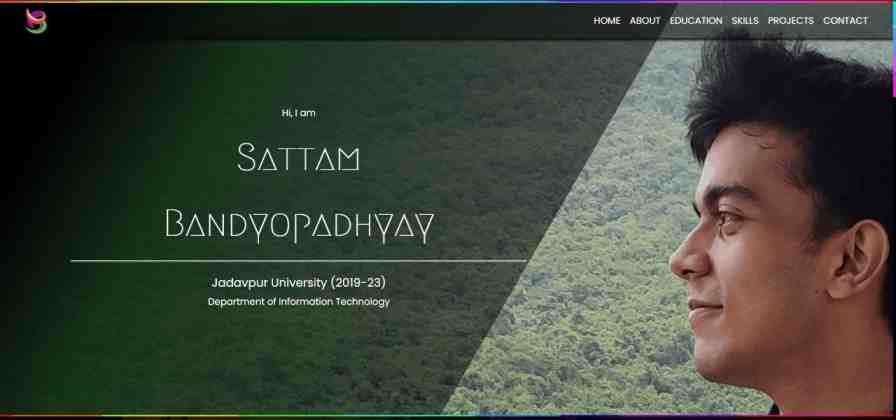 HOME ABOUT EDUCATION SKILLS PROJECTS CONTACT
Hi, I am
Sattam
Bandyopadhyay
Jadavpur University (2019-23)
Department of Information Technology